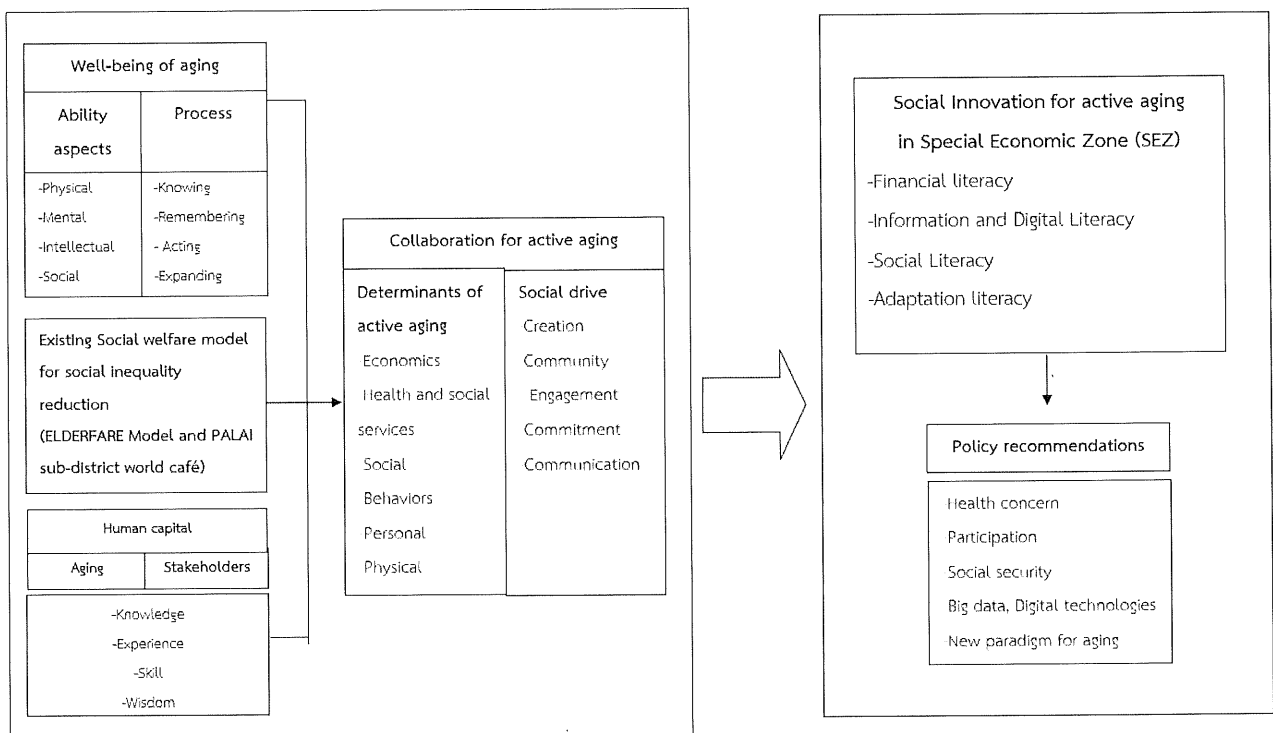 Well-being of aging
Ability
aspects
Process
-Physical
-Mental
-Intellectual
-Social
-Knowing
-Remembering
- Acting
-Expanding
Existing Social welfare model
for social inequality
reduction
(ELDERFARE Model and PALAI
sub-district world café)
Human capital
Aging
Stakeholders
-Knowledge
-Experience
-Skill
-Wisdom
Collaboration for active aging
Determinants of
active aging
Economics
Health and social
services
Social
Behaviors
Personal
Physical
Social drive
Creation
Community
Engagement
Commitment
Communication
Social Innovation for active aging
in Special Economic Zone (SEZ)
-Financial literacy
-Information and Digital Literacy
-Social Literacy
-Adaptation literacy
Policy recommendations
Health concern
Participation
Social security
Big data, Digital technologies
New paradigm for aging